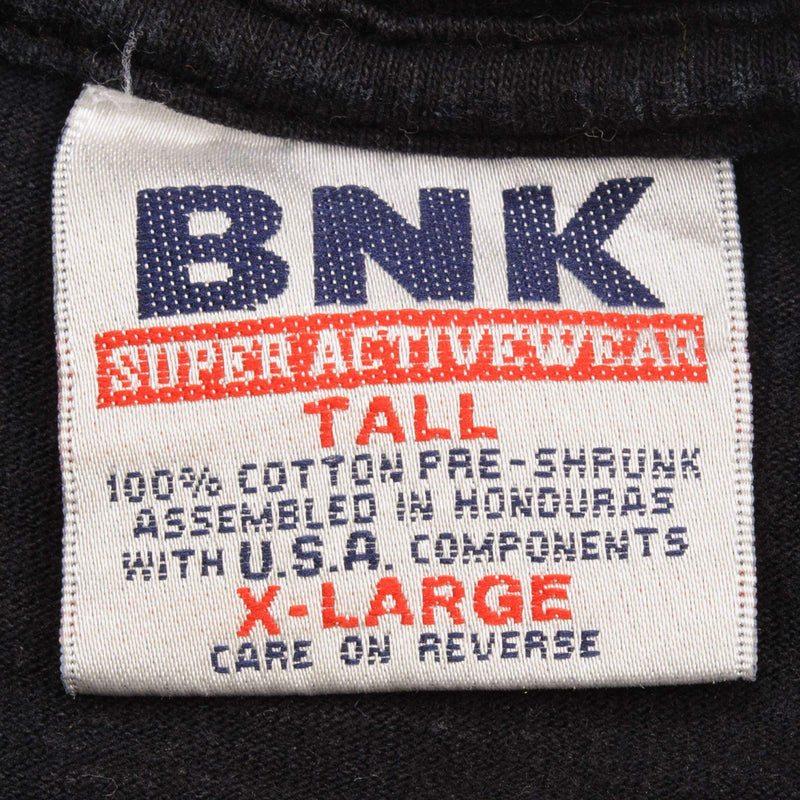 BNK
SUPER ACTIVEWEAR
TALL
100% COTTON PRE-SHRUNK
ASSEMBLED IN HONDURAS
WITH U.S.A. COMPONENTS
X-LARGE
CARE ON REVERSE